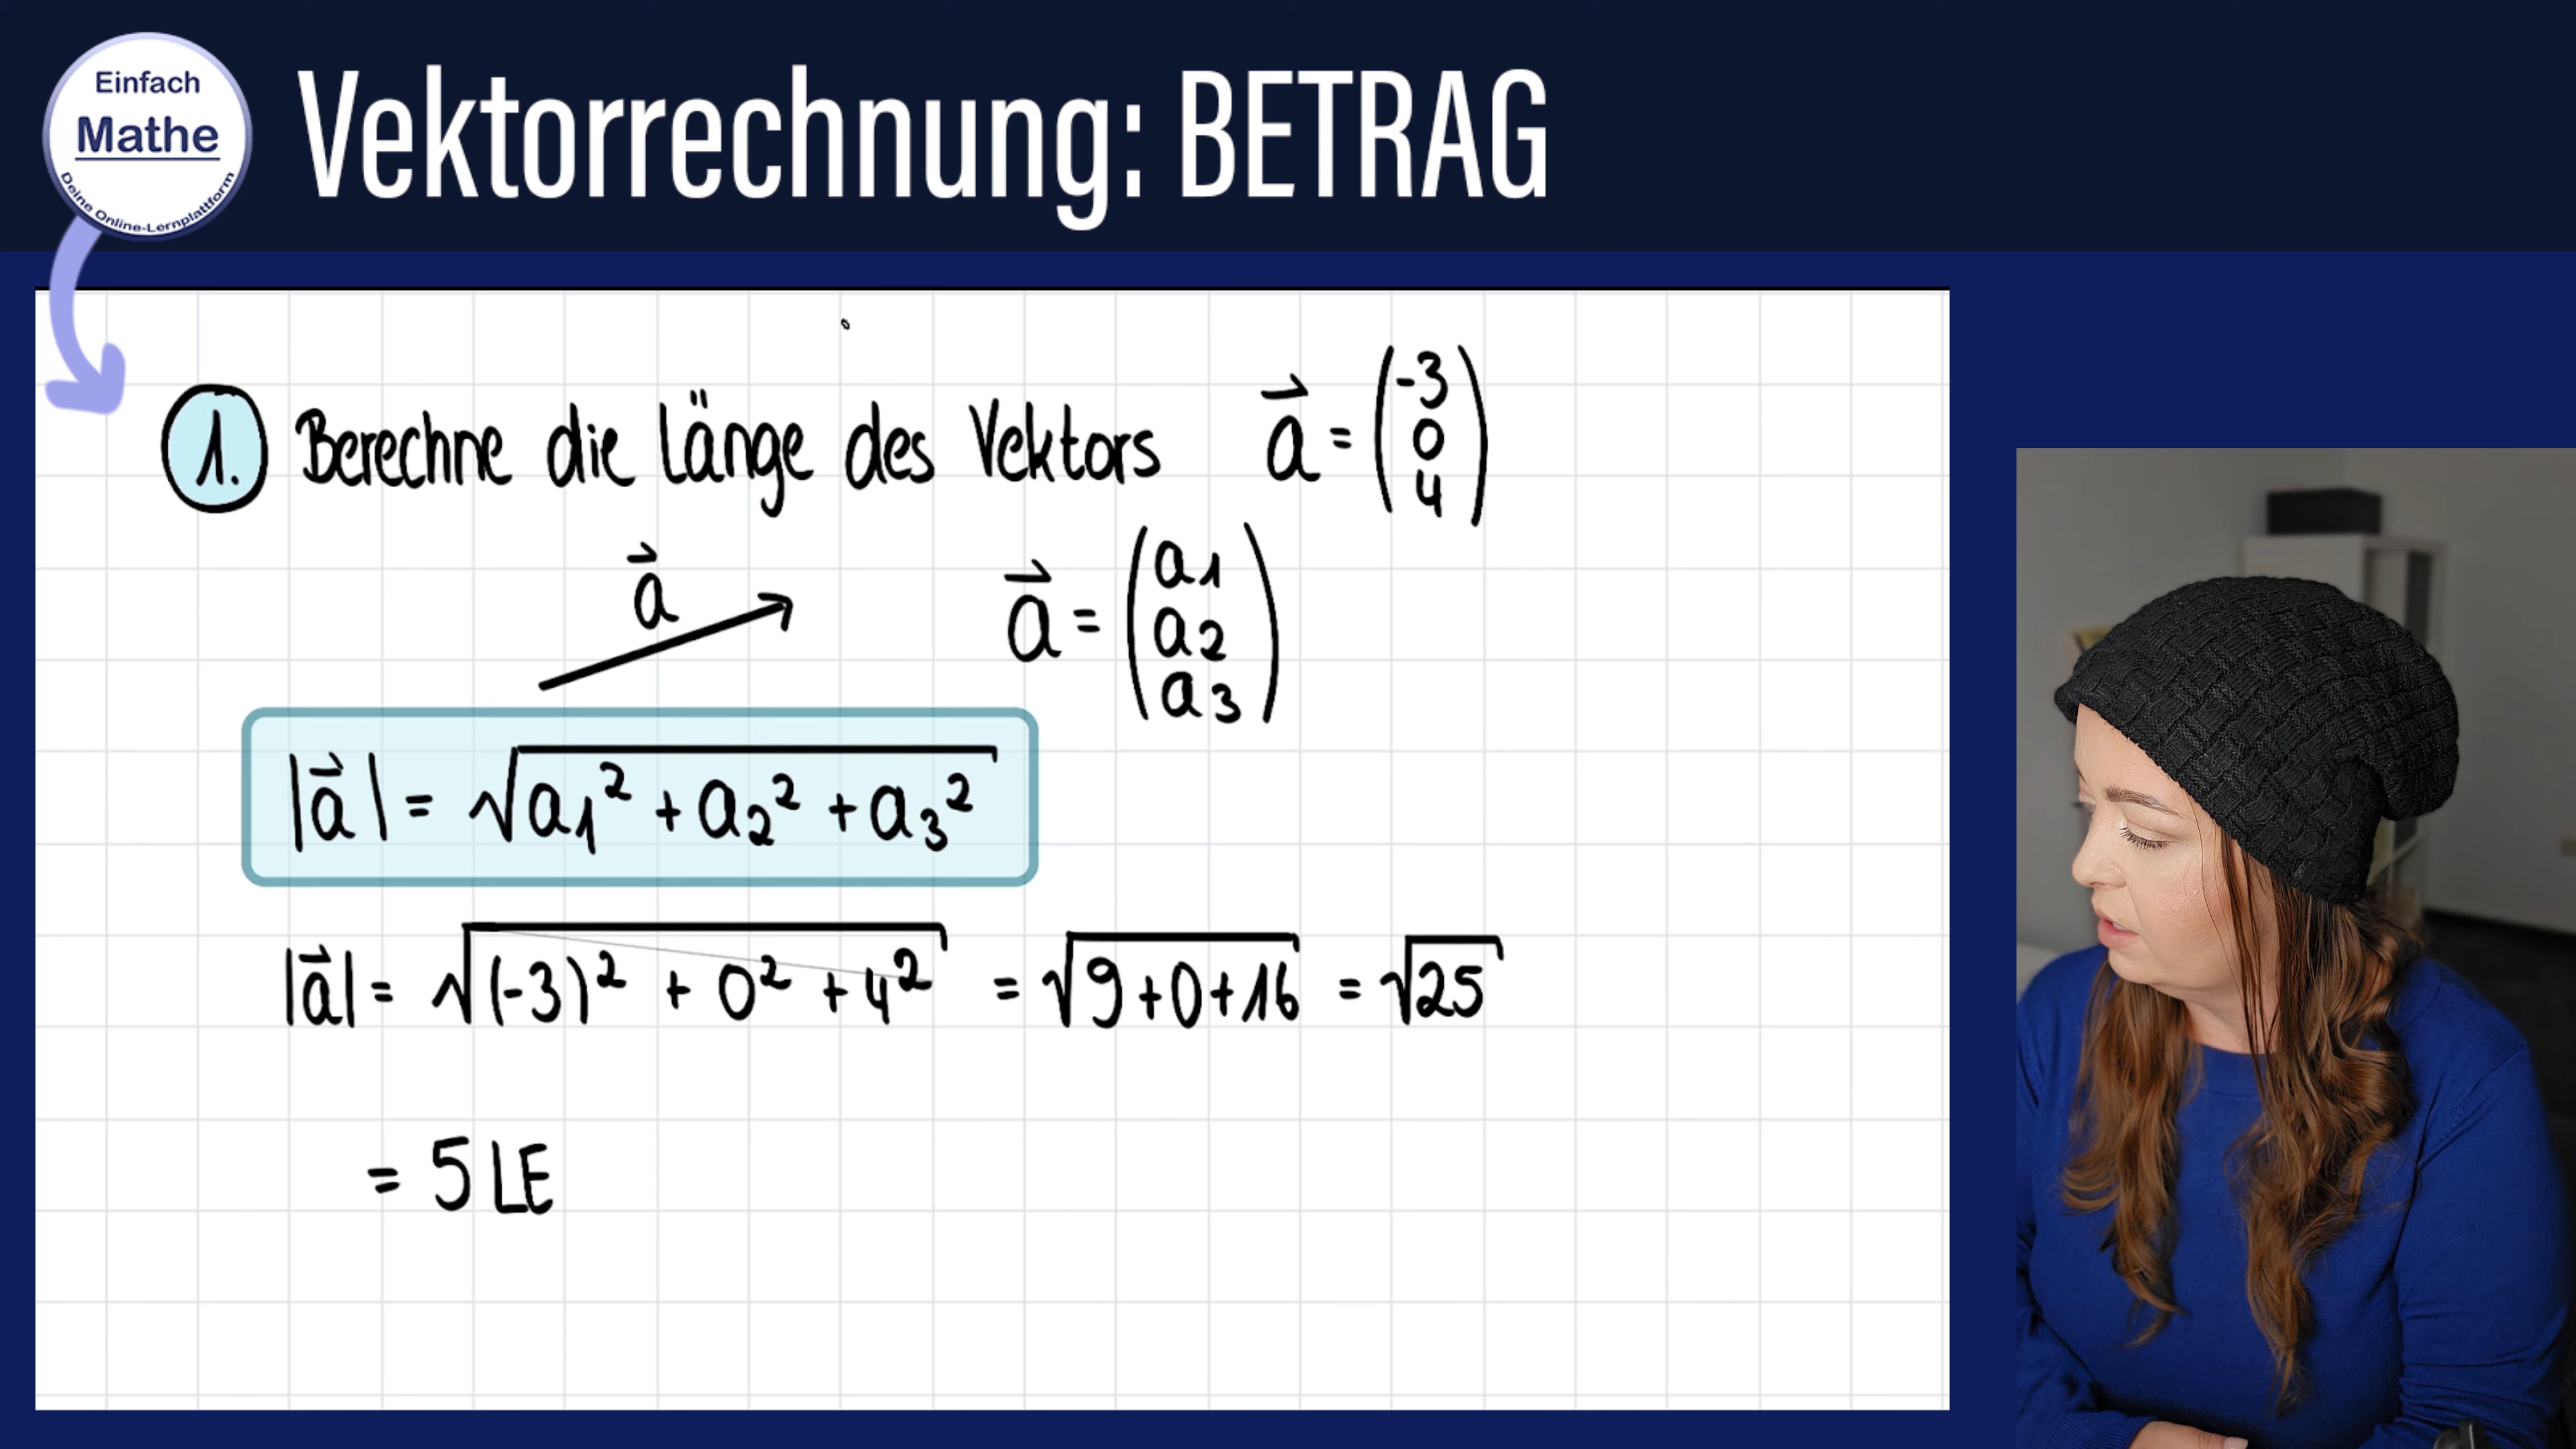 Einfach
Mathe
Deine Online-Lernplattform
Vektorrechnung: BETRAG
1. Berechne die Länge des Vektors a⃗ = (-3 0 4)
a⃗
a⃗ = (a1 a2 a3)
|a⃗| = √(a₁² + a₂² + a₃²)
|a⃗| = √((-3)² + 0² + 4²) = √(9+0+16) = √25
= 5 LE